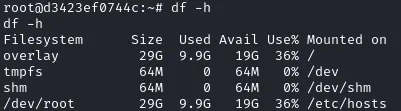 root@d3423ef0744c:~# df -h
df -h
Filesystem Size Used Avail Use% Mounted on
overlay 29G 9.9G 19G 36% /
tmpfs 64M 0 64M 0% /dev
shm 64M 0 64M 0% /dev/shm
/dev/root 29G 9.9G 19G 36% /etc/hosts